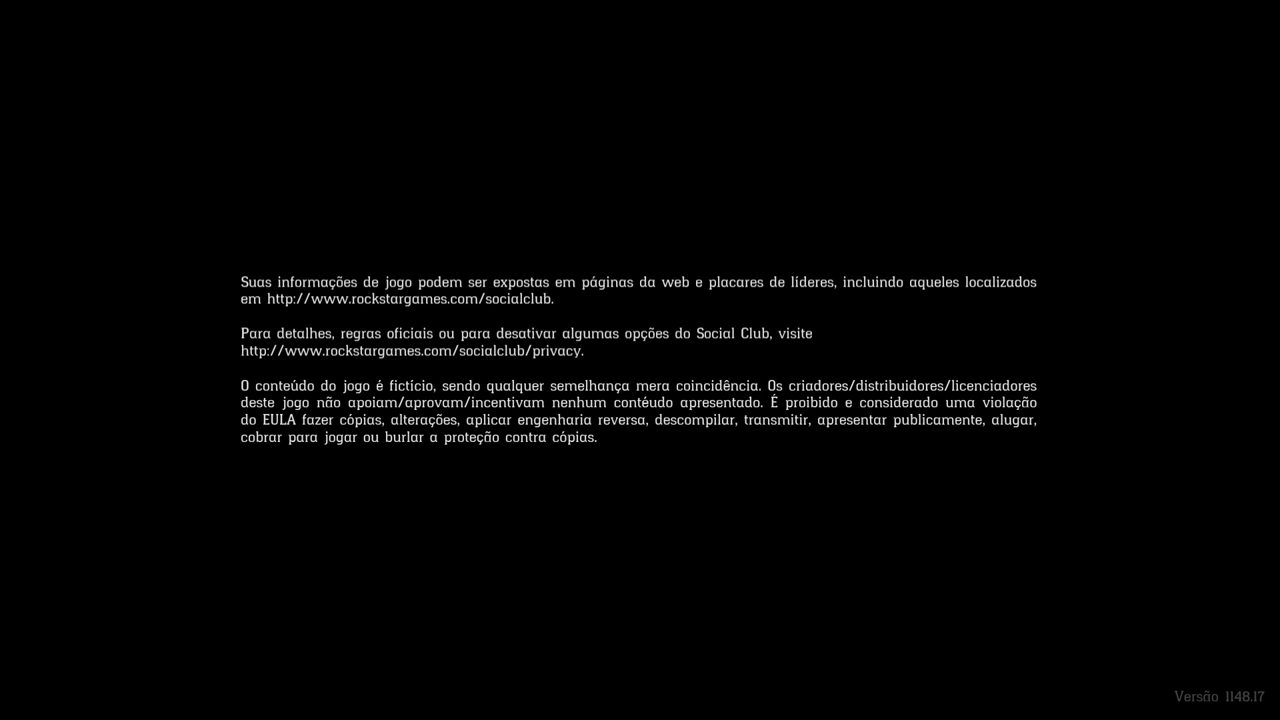 Suas informações de jogo podem ser expostas em páginas da web e placares de líderes, incluindo aqueles localizados
em http://www.rockstargames.com/socialclub.
Para detalhes, regras oficiais ou para desativar algumas opções do Social Club, visite
http://www.rockstargames.com/socialclub/privacy.
O conteúdo do jogo é fictício, sendo qualquer semelhança mera coincidência. Os criadores/distribuidores/licenciadores
deste jogo não apoiam/aprovam/incentivam nenhum contéudo apresentado. É proibido e considerado uma violação
do EULA fazer cópias, alterações, aplicar engenharia reversa, descompilar, transmitir, apresentar publicamente, alugar,
cobrar para jogar ou burlar a proteção contra cópias.
Versão 1148.17